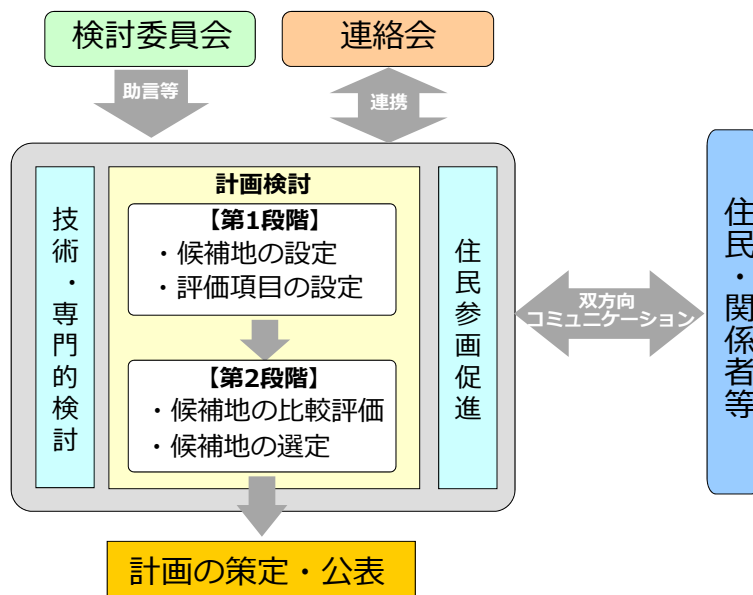 検討委員会
連絡会
助言等
連携
技術・専門的検討
計画検討
【第1段階】
・候補地の設定
・評価項目の設定
【第2段階】
・候補地の比較評価
・候補地の選定
住民参画促進
双方向
コミュニケーション
住民・関係者等
計画の策定・公表